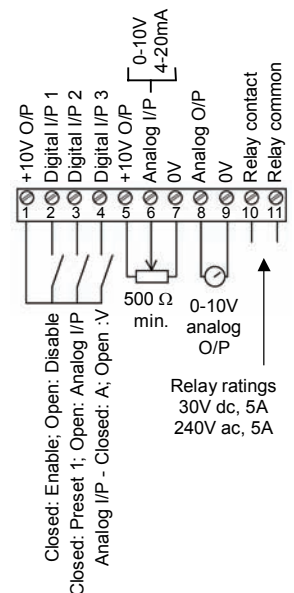 0-10V
4-20mA
+10V O/P
Digital I/P 1
Digital I/P 2
Digital I/P 3
+10V O/P
Analog I/P
0V
Analog O/P
0V
Relay contact
Relay common
1 2 3 4 5 6 7 8 9 10 11
500 Ω
min.
0-10V
analog
O/P
Relay ratings
30V dc, 5A
240V ac, 5A
Closed: Enable; Open: Disable
Closed: Preset 1; Open: Analog I/P
Analog I/P - Closed: A; Open :V